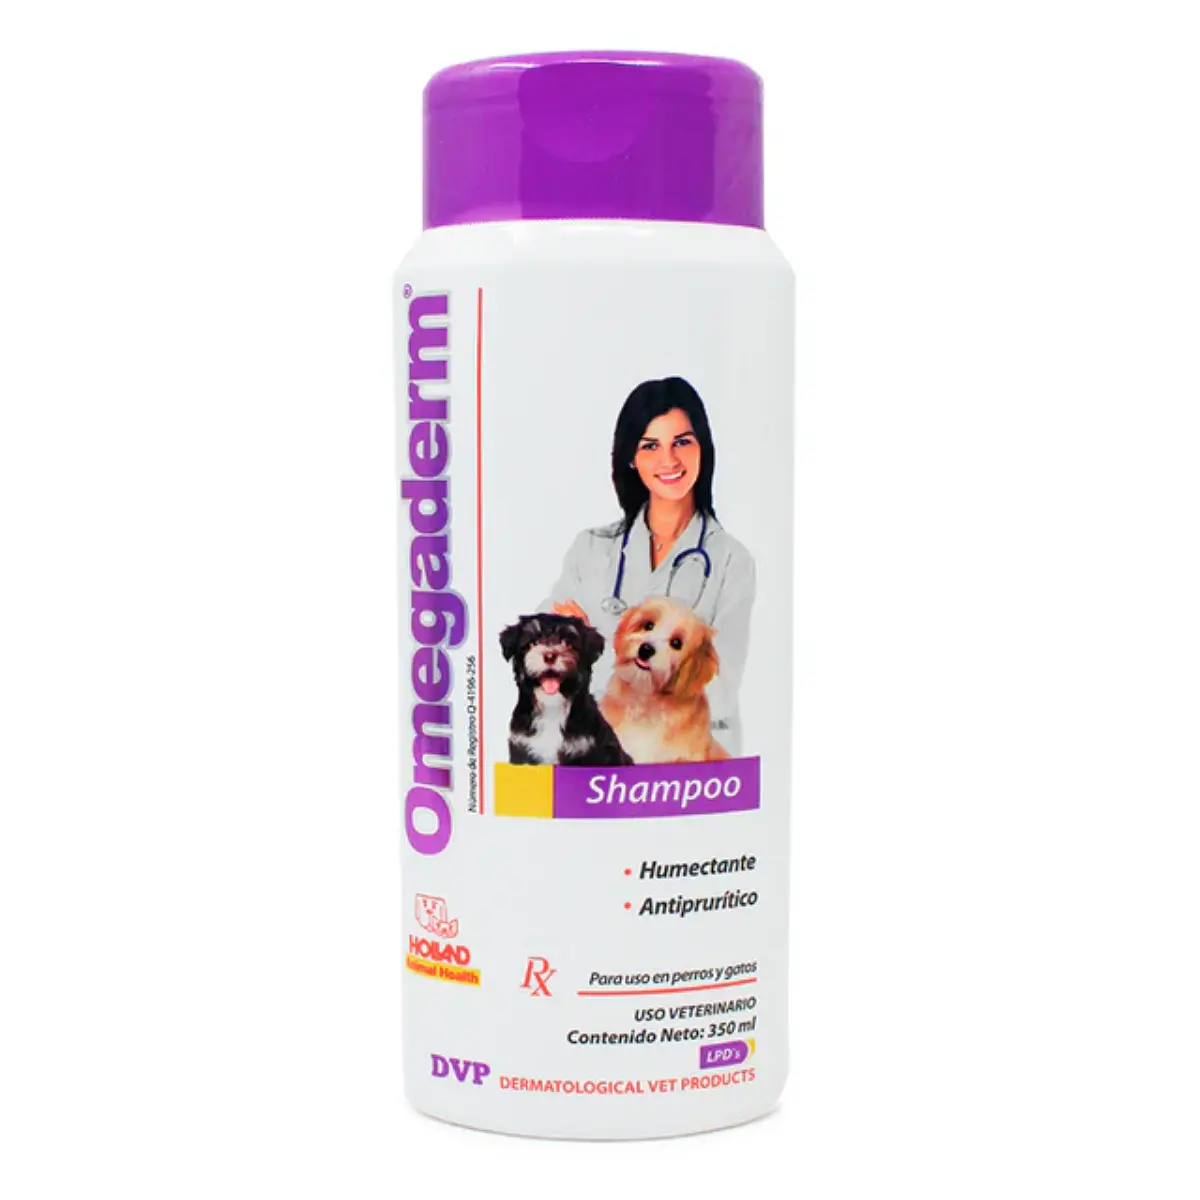 Omegaderm®
Número de Registro Q-4196-256
Shampoo
• Humectante
• Antiprurítico
HOLLAND
Animal Health
Rx
Para uso en perros y gatos
USO VETERINARIO
Contenido Neto: 350 ml
LPD's
DVP DERMATOLOGICAL VET PRODUCTS